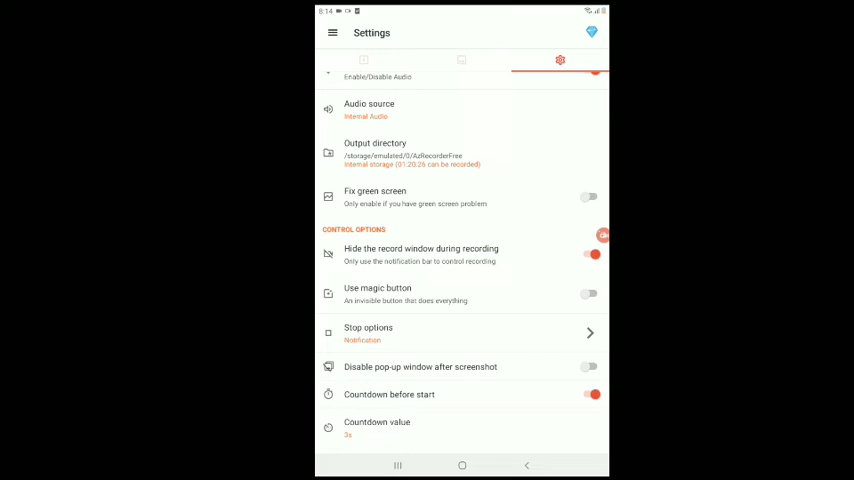 8:14
Settings
Enable/Disable Audio
Audio source
Internal Audio
Output directory
/storage/emulated/0/AzRecorderFree
Internal storage (01:20:26 can be recorded)
Fix green screen
Only enable if you have green screen problem
CONTROL OPTIONS
Hide the record window during recording
Only use the notification bar to control recording
Use magic button
An invisible button that does everything
Stop options
Notification
Disable pop-up window after screenshot
Countdown before start
Countdown value
3s